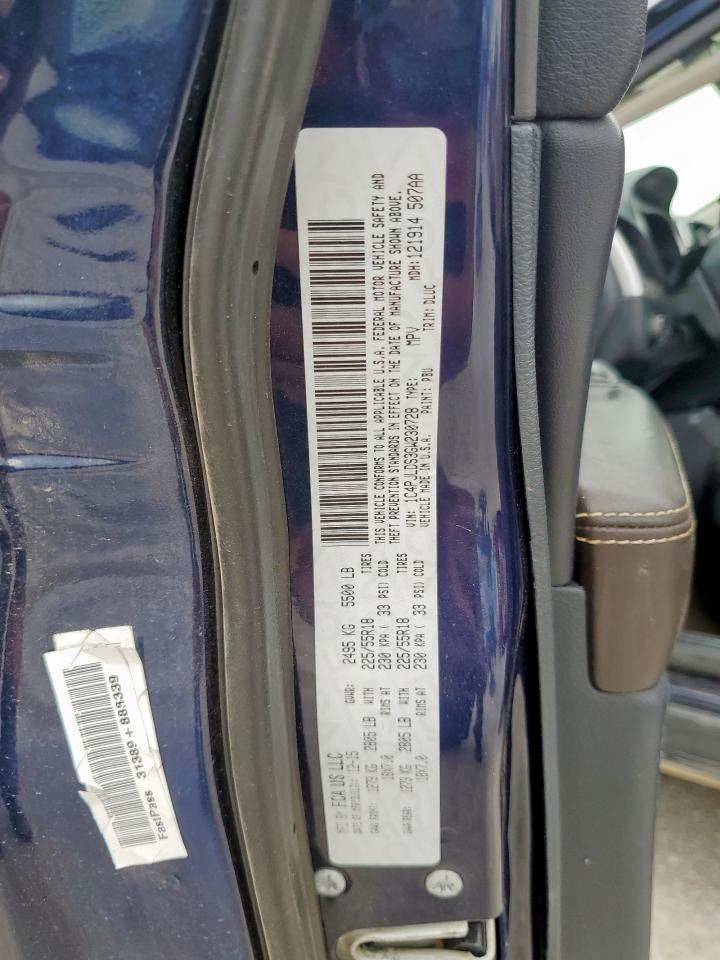 MFG BY: FCA US LLC
DATE OF MFG: 12-15 GVWR: 2495 KG 5500 LB
GAWR FRONT: 1273 KG 2805 LB WITH 225/55R18 TIRES
18X7.0 RIMS AT 230 KPA ( 33 PSI) COLD
GAWR REAR: 1273 KG 2805 LB WITH 225/55R18 TIRES
18X7.0 RIMS AT 230 KPA ( 33 PSI) COLD
THIS VEHICLE CONFORMS TO ALL APPLICABLE U.S.A. FEDERAL MOTOR VEHICLE SAFETY AND
THEFT PREVENTION STANDARDS IN EFFECT ON THE DATE OF MANUFACTURE SHOWN ABOVE.
VIN: 1C4PJLDS3GW230728 TYPE: MPV MDH: 121914 507AA
VEHICLE MADE IN U.S.A. PAINT: PBU TRIM: DLUC
31389+889339
FastPass